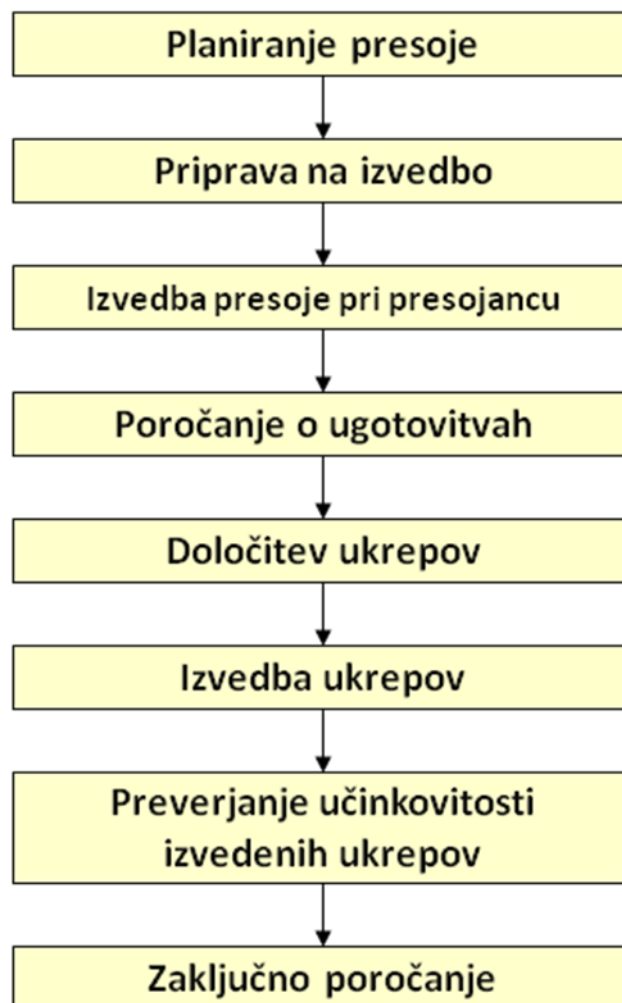 Planiranje presoje
Priprava na izvedbo
Izvedba presoje pri presojancu
Poročanje o ugotovitvah
Določitev ukrepov
Izvedba ukrepov
Preverjanje učinkovitosti
izvedenih ukrepov
Zaključno poročanje